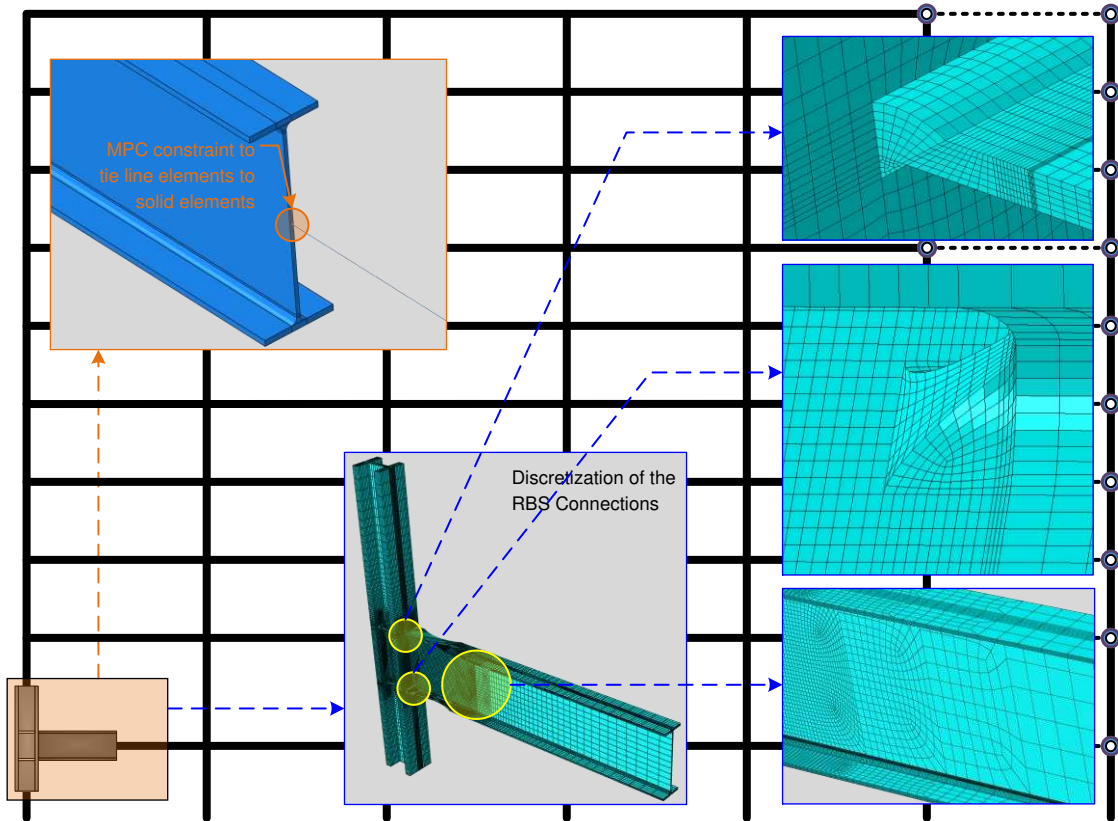 MPC constraint to
tie line elements to
solid elements
Discretization of the
RBS Connections